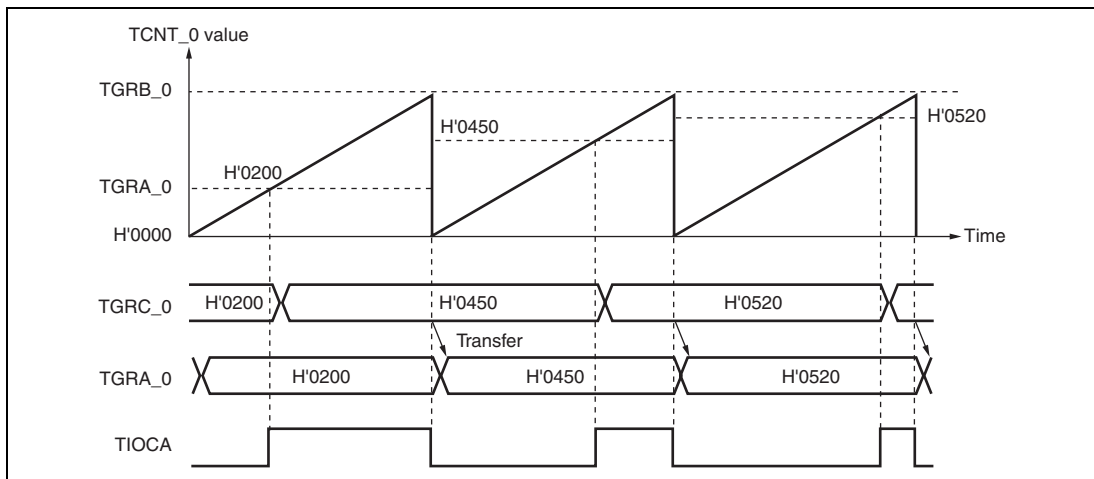 TCNT_0 value
TGRB_0
H'0520
H'0450
H'0200
TGRA_0
H'0000
Time
TGRC_0
H'0200
H'0450
H'0520
Transfer
TGRA_0
H'0200
H'0450
H'0520
TIOCA